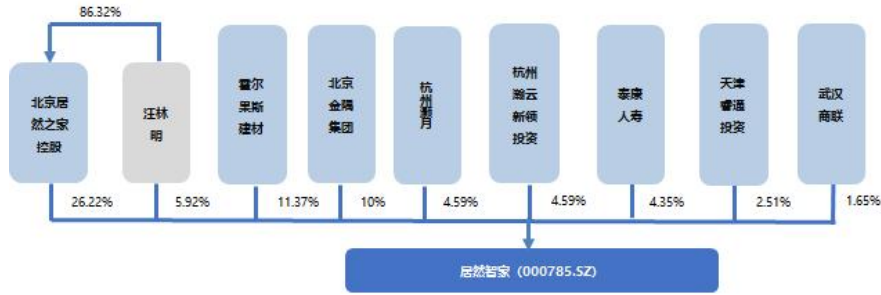 86.32%
北京居
然之家
控股
汪林
明
霍尔
果斯
建材
北京
金隅
集团
杭州灏月
杭州
瀚云
新领
投资
泰康
人寿
天津
睿通
投资
武汉
商联
26.22%
5.92%
11.37%
10%
4.59%
4.59%
4.35%
2.51%
1.65%
居然智家（000785.SZ）